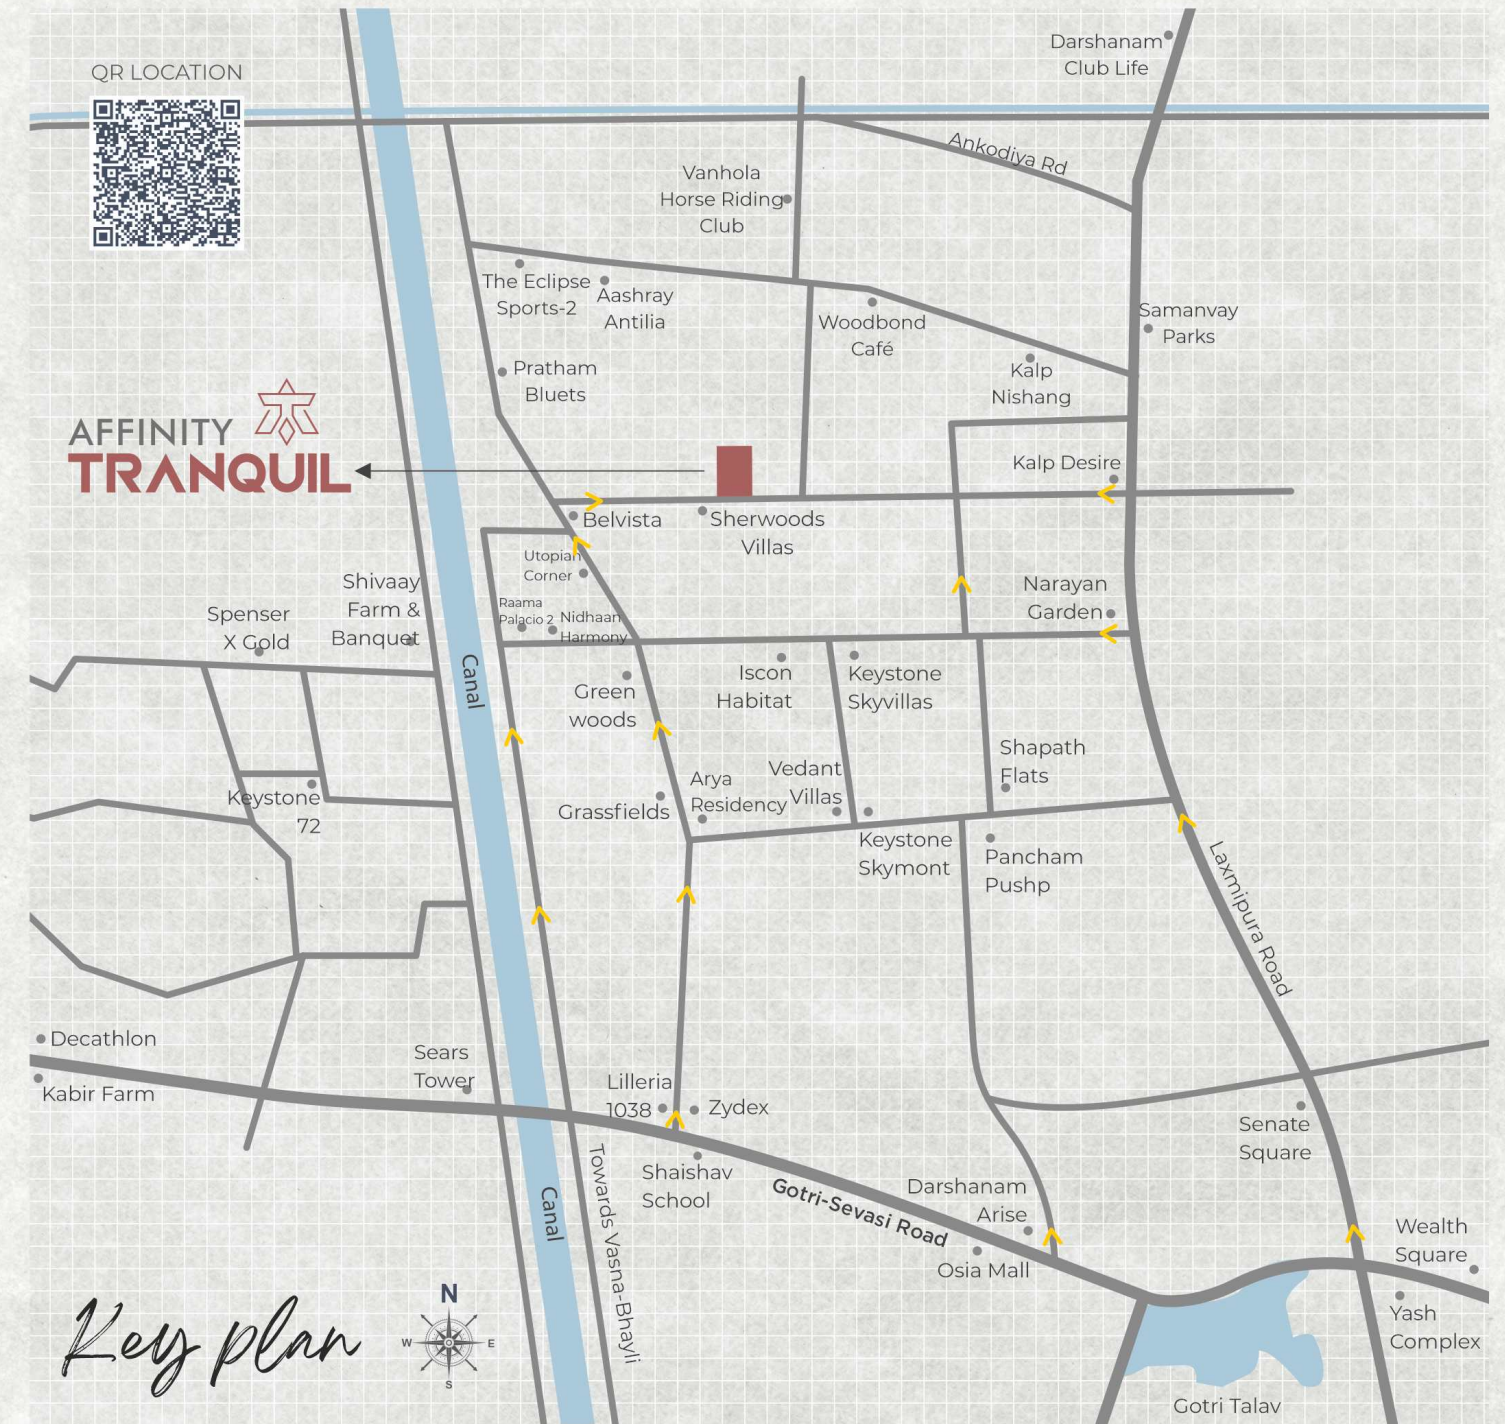 QR LOCATION
Darshanam
Club Life
Ankodiya Rd
Vanhola
Horse Riding
Club
The Eclipse
Sports-2
Aashray
Antilia
Woodbond
Café
Samanvay
Parks
Pratham
Bluets
Kalp
Nishang
AFFINITY
TRANQUIL
Kalp Desire
Belvista
Sherwoods
Villas
Utopian
Corner
Shivaay
Farm &
Banquet
Spenser
X Gold
Raama
Palacio 2
Nidhaan
Harmony
Narayan
Garden
Canal
Green
woods
Iscon
Habitat
Keystone
Skyvillas
Shapath
Flats
Arya
Residency
Vedant
Villas
Grassfields
Keystone
72
Keystone
Skymont
Pancham
Pushp
Laxmipura Road
Decathlon
Kabir Farm
Sears
Tower
Lilleria
1038
Zydex
Senate
Square
Shaishav
School
Towards Vasna-Bhayli
Canal
Gotri-Sevasi Road
Darshanam
Arise
Osia Mall
Wealth
Square
Yash
Complex
Gotri Talav
Key plan
N
W
E
S